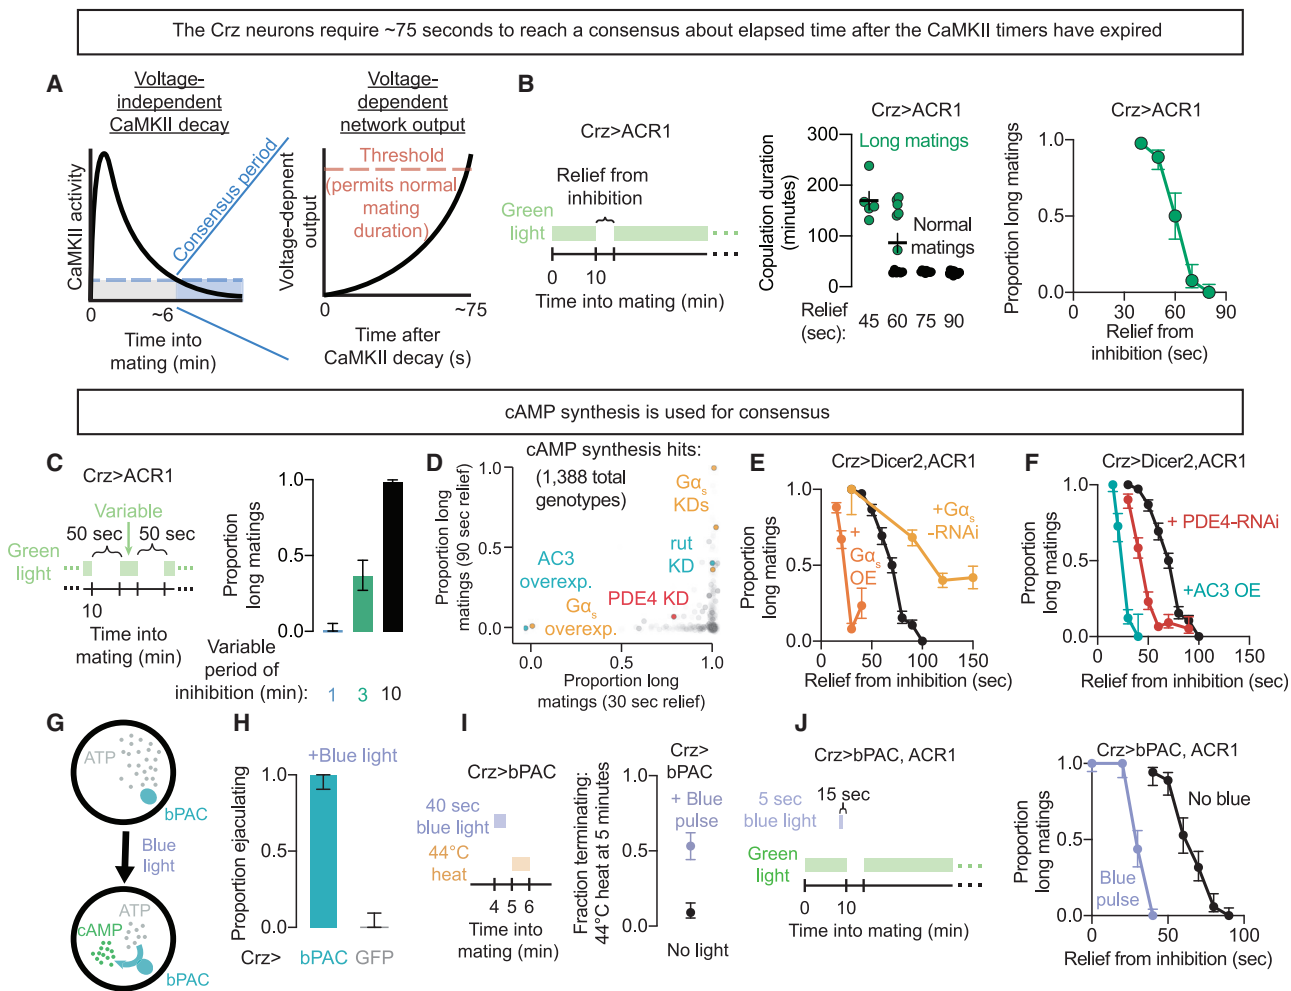 The Crz neurons require ~75 seconds to reach a consensus about elapsed time after the CaMKII timers have expired
A
Voltage-
independent
CaMKII decay
CaMKII activity
Consensus period
0
~6
Time into
mating (min)
Voltage-
dependent
network output
Threshold
(permits normal
mating
duration)
Voltage-depnent
output
0
~75
Time after
CaMKII decay (s)
B
Crz>ACR1
Relief from
inhibition
Green
light
0
10
Time into mating (min)
Crz>ACR1
Copulation duration
(minutes)
300
200
100
0
Long matings
Normal
matings
Relief
(sec):
45 60 75 90
Crz>ACR1
Proportion long matings
1.0
0.5
0.0
0 30 60 90
Relief from
inhibition (sec)
cAMP synthesis is used for consensus
C
Crz>ACR1
Variable
50 sec
50 sec
Green
light
10
Time into
mating (min)
Proportion
long matings
1.0
0.5
0.0
Variable
period of
inihibition (min):
1 3 10
D
cAMP synthesis hits:
(1,388 total
genotypes)
Proportion long
matings (90 sec relief)
1.0
0.5
0.0
Gαs
KDs
rut
KD
AC3
overexp.
PDE4 KD
Gαs
overexp.
0.0 0.5 1.0
Proportion long
matings (30 sec relief)
E
Crz>Dicer2,ACR1
Proportion
long matings
1.0
0.5
0.0
+Gαs
-RNAi
+
Gαs
OE
0 50 100 150
Relief from inhibition (sec)
F
Crz>Dicer2,ACR1
Proportion
long matings
1.0
0.5
0.0
+ PDE4-RNAi
+AC3 OE
0 50 100 150
Relief from inhibition (sec)
G
ATP
bPAC
Blue
light
ATP
cAMP
bPAC
H
Proportion ejaculating
+Blue light
1.0
0.5
0.0
Crz>
bPAC GFP
I
Crz>bPAC
40 sec
blue light
44°C
heat
4 5 6
Time into
mating (min)
Fraction terminating:
44°C heat at 5 minutes
Crz>
bPAC
+ Blue
pulse
1.0
0.5
0.0
No light
J
Crz>bPAC, ACR1
5 sec
blue light
15 sec
Green
light
0
10
Time into mating (min)
Crz>bPAC, ACR1
Proportion
long matings
1.0
0.5
0.0
No blue
Blue
pulse
0 50 100
Relief from inhibition (sec)